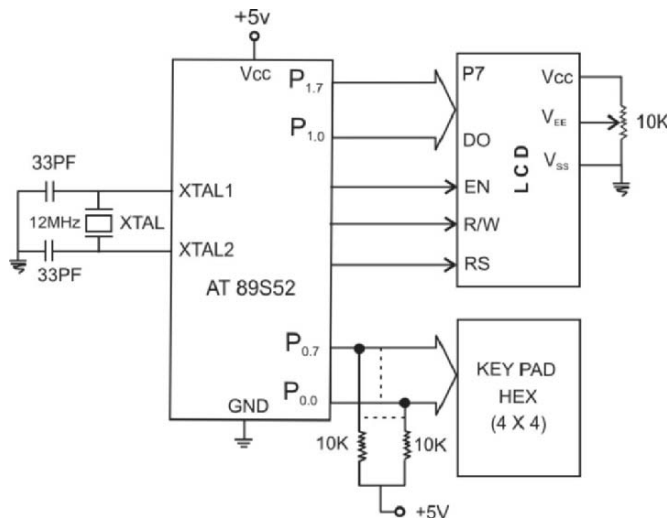 +5v
Vcc
P1.7
P1.0
33PF
12MHz
XTAL
33PF
XTAL1
XTAL2
AT 89S52
P0.7
P0.0
GND
P7
DO
EN
R/W
RS
LCD
Vcc
VEE
VSS
10K
KEY PAD
HEX
(4 X 4)
10K
10K
+5V